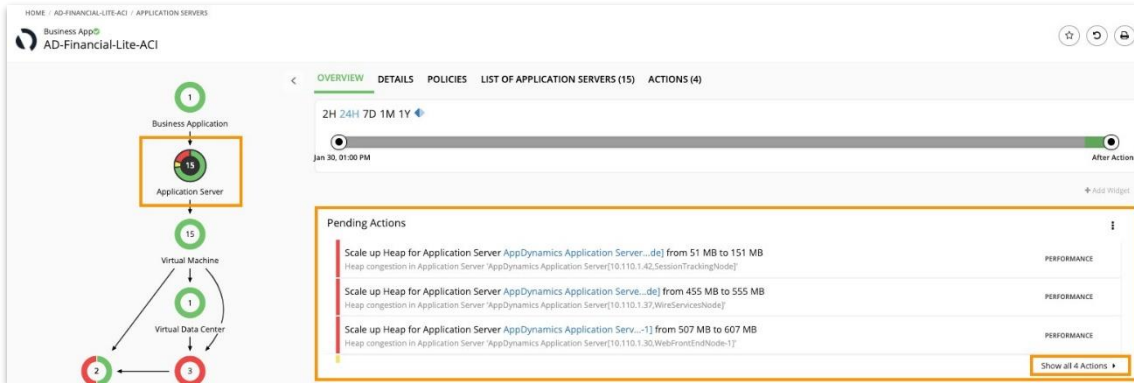 HOME / AD-FINANCIAL-LITE-ACI / APPLICATION SERVERS
Business App
AD-Financial-Lite-ACI
1
Business Application
15
Application Server
15
Virtual Machine
1
Virtual Data Center
2
3
OVERVIEW DETAILS POLICIES LIST OF APPLICATION SERVERS (15) ACTIONS (4)
2H 24H 7D 1M 1Y
Jan 30, 01:00 PM After Action
+ Add Widget
Pending Actions
Scale up Heap for Application Server AppDynamics Application Server...de] from 51 MB to 151 MB
PERFORMANCE
Heap congestion in Application Server 'AppDynamics Application Server[10.110.1.42,SessionTrackingNode]'
Scale up Heap for Application Server AppDynamics Application Serve...de] from 455 MB to 555 MB
PERFORMANCE
Heap congestion in Application Server 'AppDynamics Application Server[10.110.1.37,WireServicesNode]'
Scale up Heap for Application Server AppDynamics Application Serv...-1] from 507 MB to 607 MB
PERFORMANCE
Heap congestion in Application Server 'AppDynamics Application Server[10.110.1.30,WebFrontEndNode-1]'
Show all 4 Actions